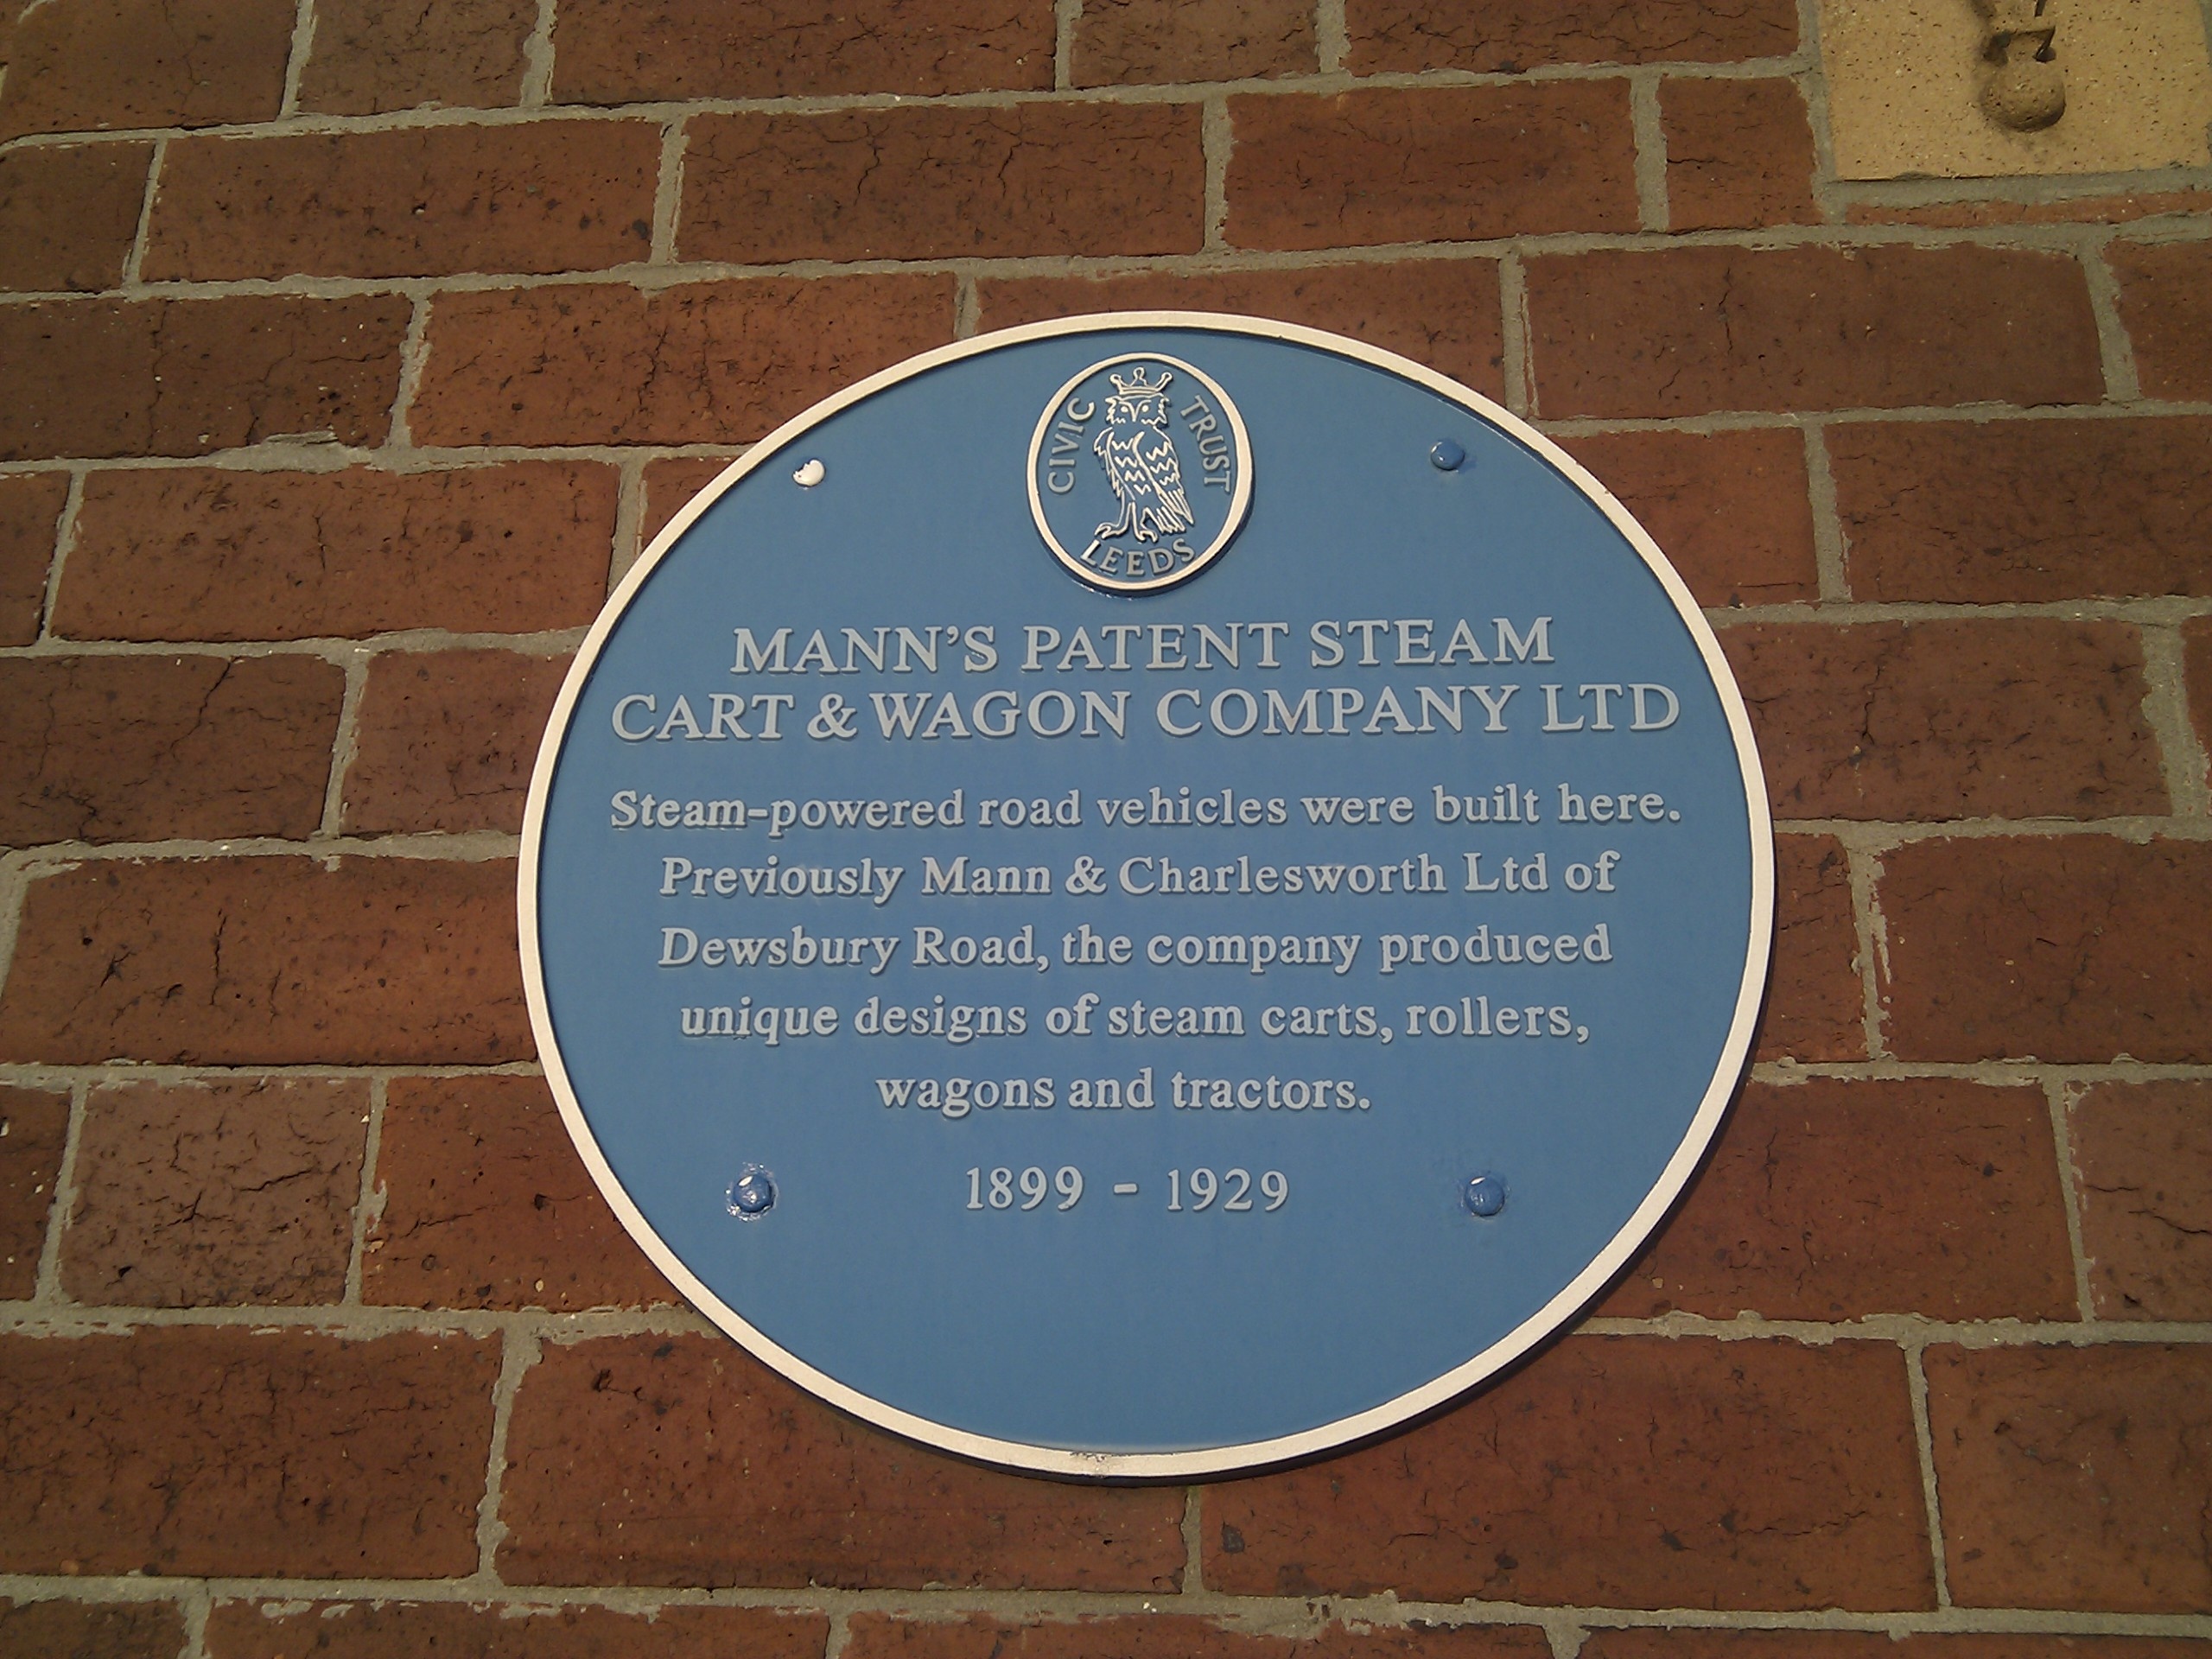 CIVIC TRUST
LEEDS
MANN'S PATENT STEAM
CART & WAGON COMPANY LTD
Steam-powered road vehicles were built here.
Previously Mann & Charlesworth Ltd of
Dewsbury Road, the company produced
unique designs of steam carts, rollers,
wagons and tractors.
1899 - 1929